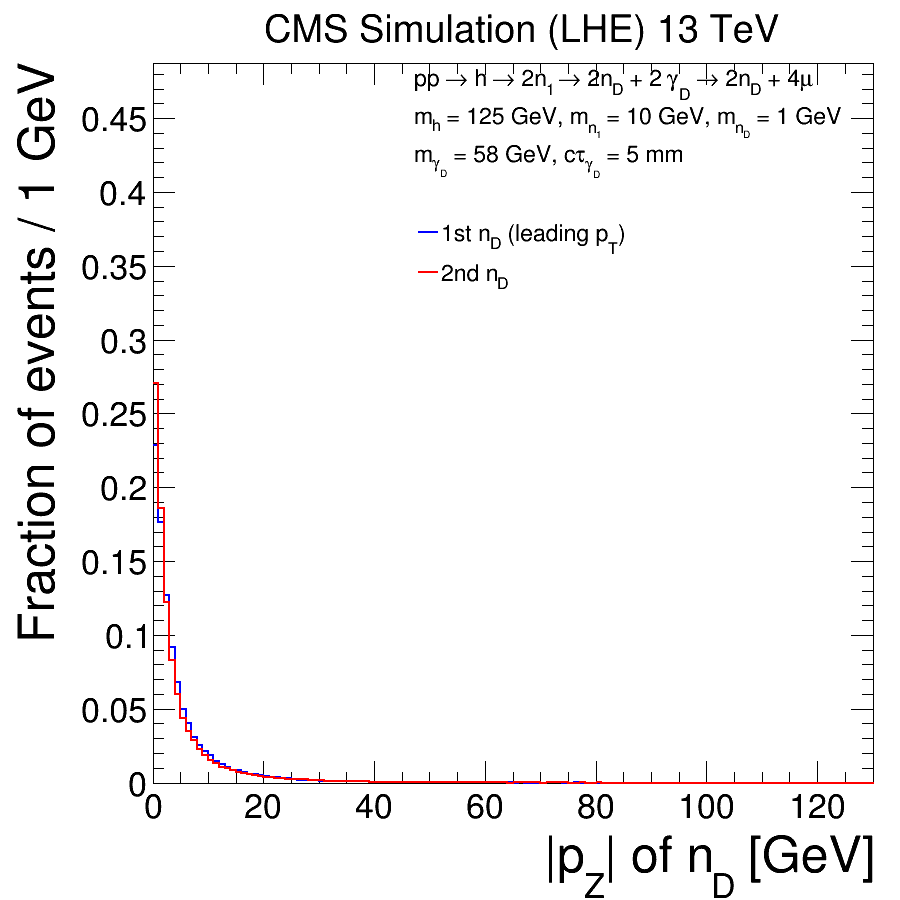 CMS Simulation (LHE) 13 TeV
pp → h → 2n₁ → 2n_D + 2 γ_D → 2n_D + 4μ
m_h = 125 GeV, m_n₁ = 10 GeV, m_n_D = 1 GeV
m_γ_D = 58 GeV, cτ_γ_D = 5 mm
1st n_D (leading p_T)
2nd n_D
Fraction of events / 1 GeV
0.45
0.4
0.35
0.3
0.25
0.2
0.15
0.1
0.05
0
0 20 40 60 80 100 120
|p_Z| of n_D [GeV]